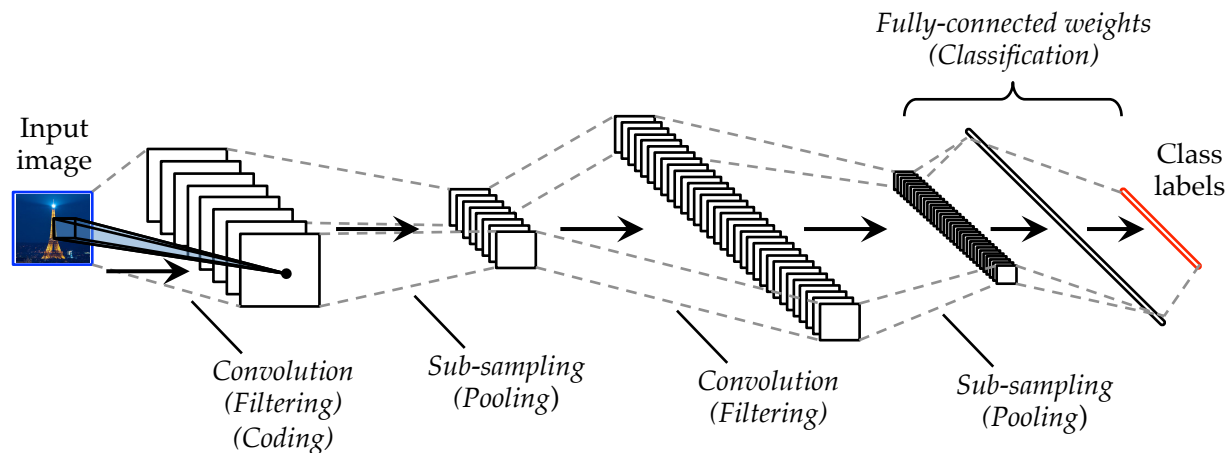 Fully-connected weights
(Classification)
Input
image
Class
labels
Convolution
(Filtering)
(Coding)
Sub-sampling
(Pooling)
Convolution
(Filtering)
Sub-sampling
(Pooling)